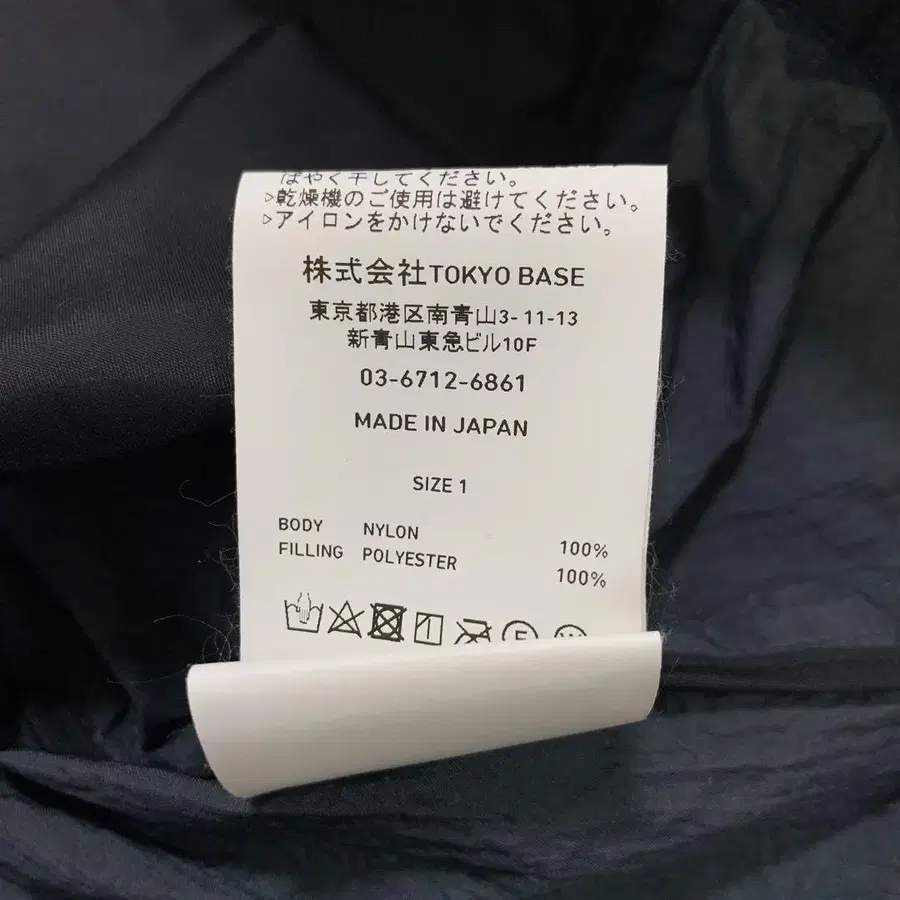 ばやく干してください。
▷乾燥機のご使用は避けてください。
▷アイロンをかけないでください。
株式会社TOKYO BASE
東京都港区南青山3-11-13
新青山東急ビル10F
03-6712-6861
MADE IN JAPAN
SIZE 1
BODY NYLON 100%
FILLING POLYESTER 100%